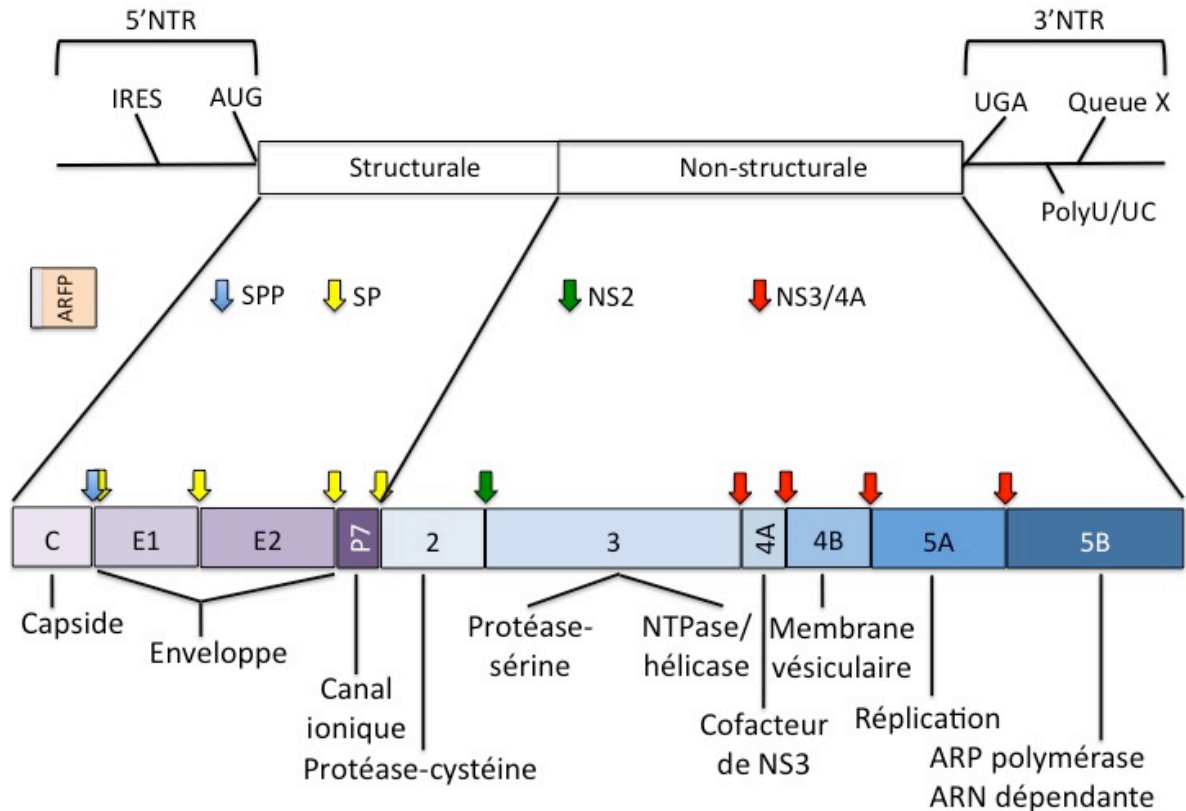 5’NTR
3’NTR
IRES
AUG
UGA
Queue X
Structurale
Non-structurale
PolyU/UC
ARFP
SPP
SP
NS2
NS3/4A
C
E1
E2
P7
2
3
4A
4B
5A
5B
Capside
Enveloppe
Canal
ionique
Protéase-cystéine
Protéase-
sérine
NTPase/
hélicase
Cofacteur
de NS3
Membrane
vésiculaire
Réplication
ARP polymérase
ARN dépendante